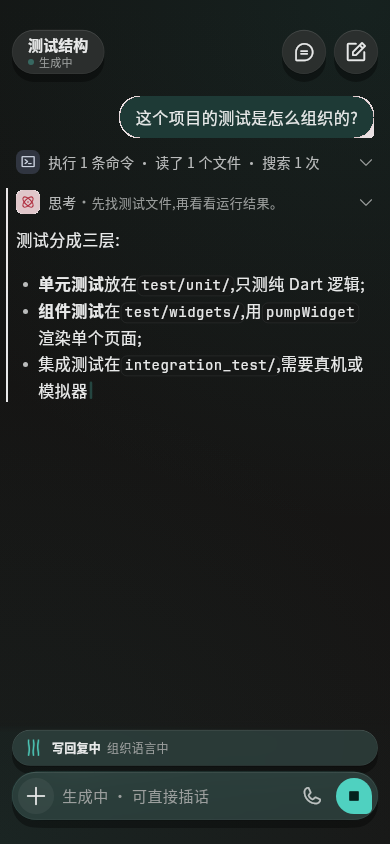 测试结构
生成中
这个项目的测试是怎么组织的?
执行 1 条命令 · 读了 1 个文件 · 搜索 1 次
思考 · 先找测试文件,再看看运行结果。
测试分成三层:
• 单元测试放在 test/unit/,只测纯 Dart 逻辑;
• 组件测试在 test/widgets/,用 pumpWidget
渲染单个页面;
• 集成测试在 integration_test/,需要真机或
模拟器
写回复中 组织语言中
生成中 · 可直接插话